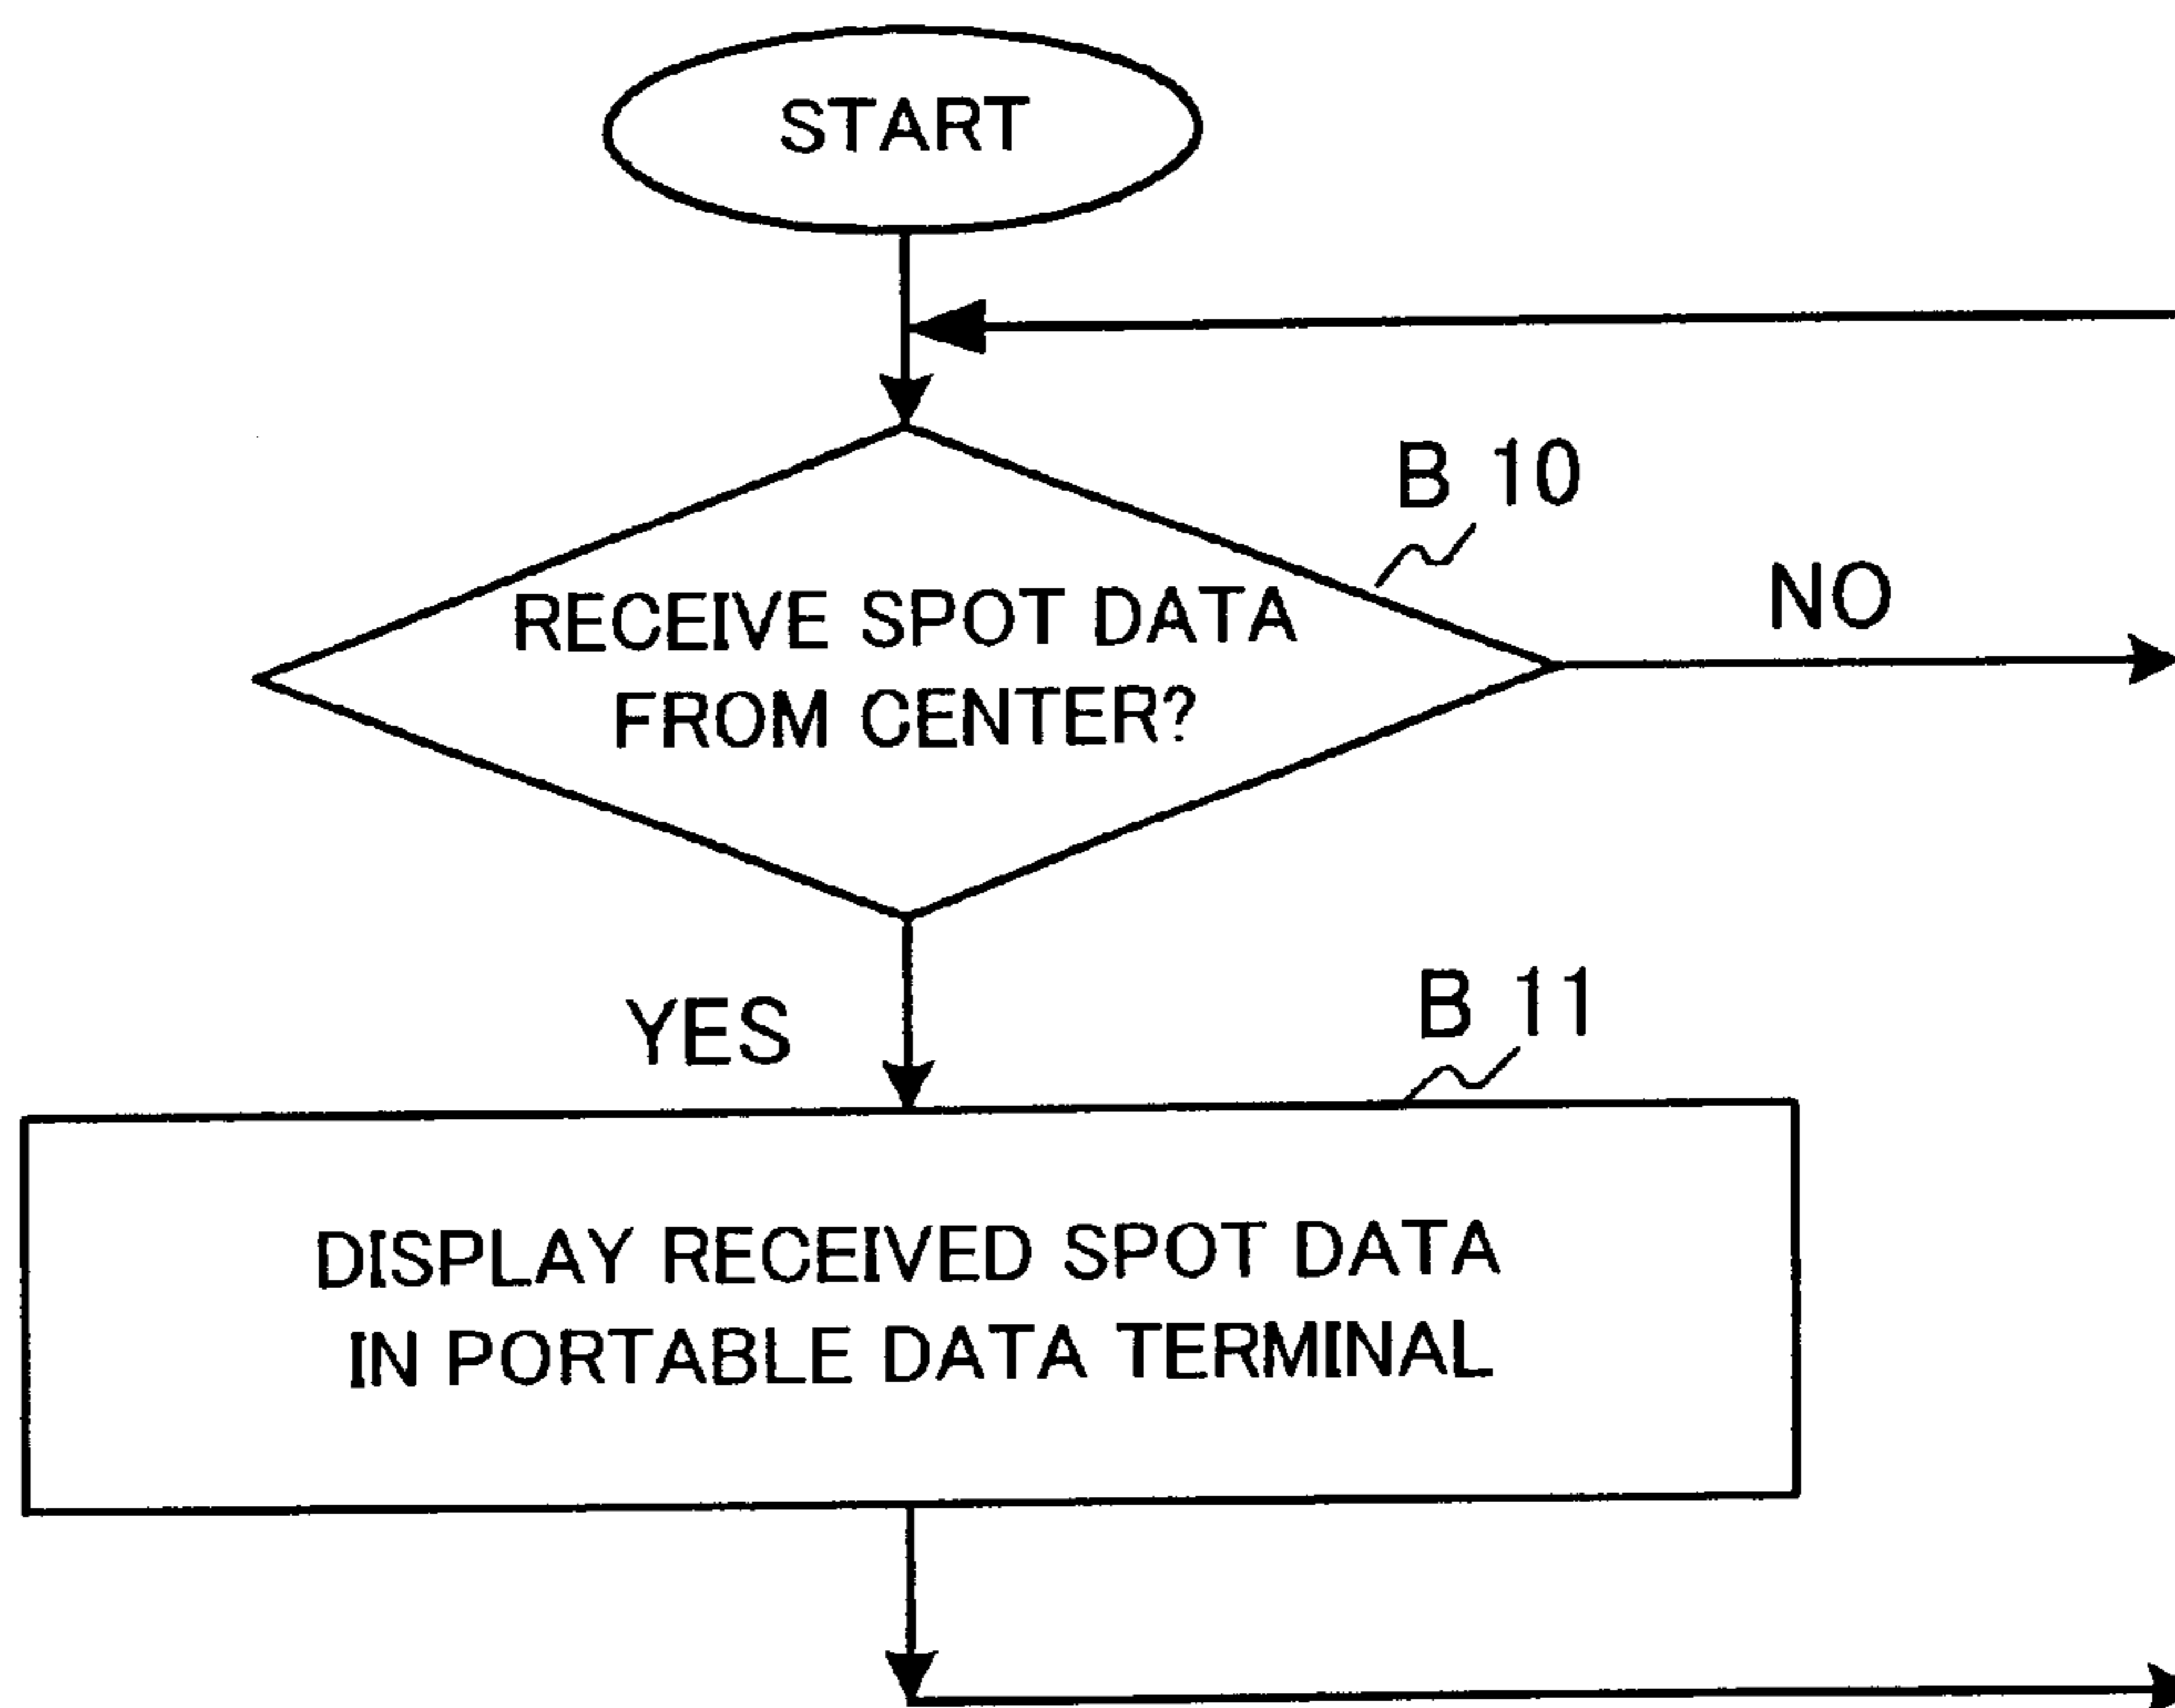 START
B 10
RECEIVE SPOT DATA
FROM CENTER?
NO
YES
B 11
DISPLAY RECEIVED SPOT DATA
IN PORTABLE DATA TERMINAL